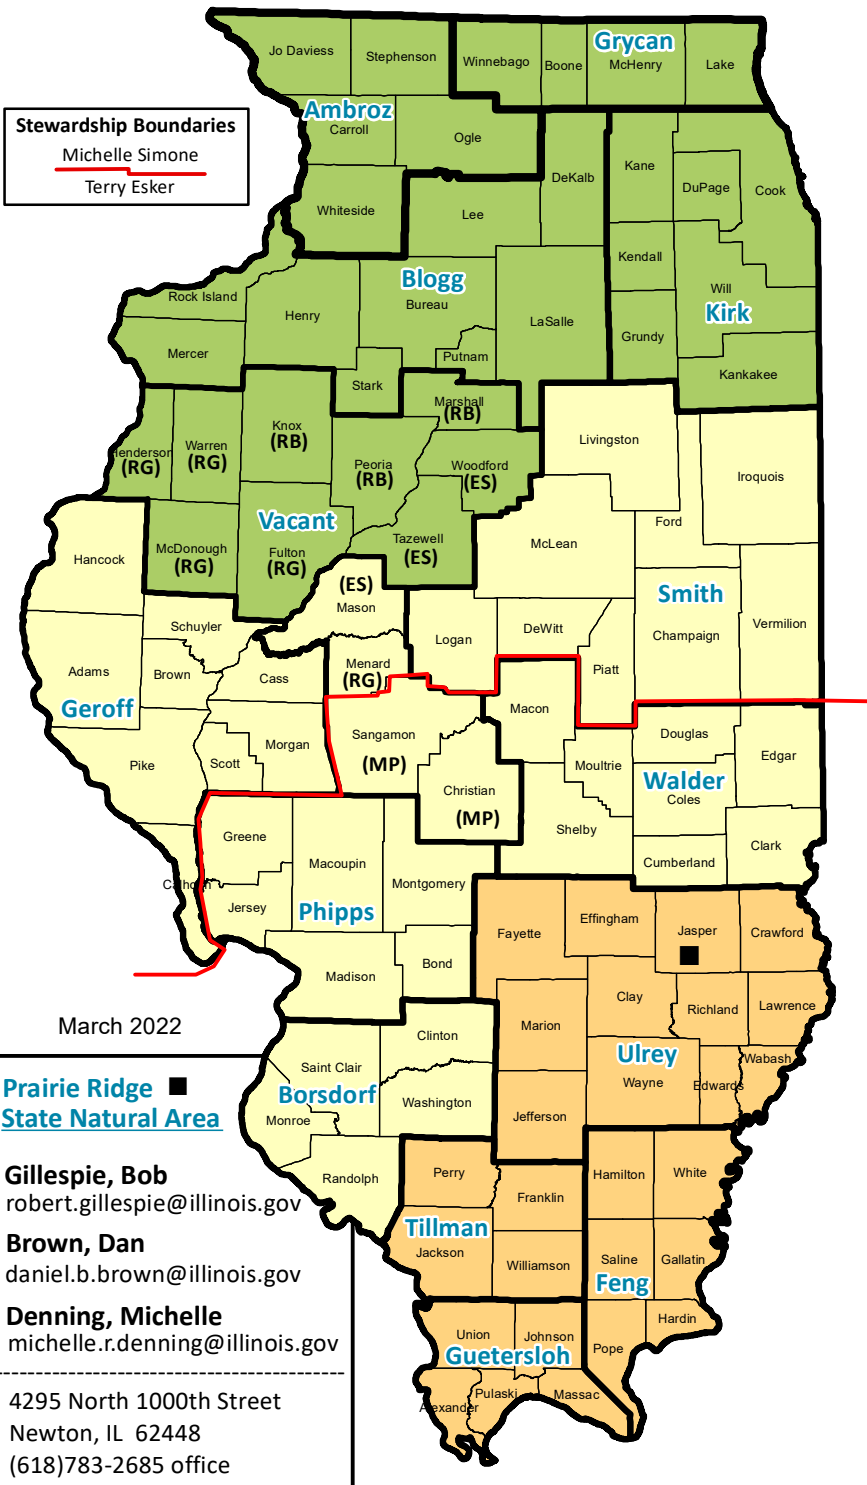 Jo Daviess
Stephenson
Winnebago
Boone
Grycan
McHenry
Lake
Stewardship Boundaries
Michelle Simone
Terry Esker
Ambroz
Carroll
Ogle
DeKalb
Kane
DuPage
Cook
Whiteside
Lee
Kendall
Blogg
Bureau
Will
Kirk
Rock Island
Henry
LaSalle
Grundy
Mercer
Putnam
Stark
Kankakee
Marshall
(RB)
Henderson
(RG)
Warren
(RG)
Knox
(RB)
Livingston
Peoria
(RB)
Woodford
(ES)
Iroquois
Ford
Vacant
McDonough
(RG)
Fulton
(RG)
Tazewell
(ES)
McLean
Hancock
(ES)
Mason
Smith
Schuyler
Logan
DeWitt
Champaign
Vermilion
Adams
Brown
Cass
Menard
(RG)
Piatt
Geroff
Macon
Sangamon
(MP)
Douglas
Pike
Scott
Morgan
Moultrie
Edgar
Christian
(MP)
Walder
Coles
Greene
Shelby
Clark
Macoupin
Cumberland
Calhoun
Montgomery
Jersey
Phipps
Effingham
Fayette
Jasper
Crawford
Madison
Bond
Clay
Richland
Lawrence
March 2022
Marion
Clinton
Saint Clair
Ulrey
Wabash
Prairie Ridge
State Natural Area
Borsdorf
Wayne
Edwards
Washington
Monroe
Jefferson
Gillespie, Bob
robert.gillespie@illinois.gov
Randolph
Perry
Hamilton
White
Franklin
Brown, Dan
daniel.b.brown@illinois.gov
Tillman
Jackson
Williamson
Saline
Gallatin
Feng
Denning, Michelle
michelle.r.denning@illinois.gov
Union
Johnson
Hardin
Pope
Guetersloh
Pulaski
Massac
Alexander
4295 North 1000th Street
Newton, IL 62448
(618)783-2685 office